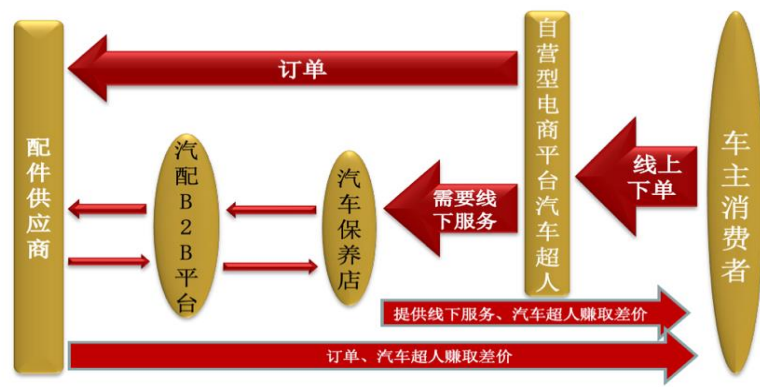 配件供应商
订单
汽配B2B平台
汽车保养店
需要线
下服务
自营型电商平台汽车超人
线上
下单
车主消费者
提供线下服务、汽车超人赚取差价
订单、汽车超人赚取差价